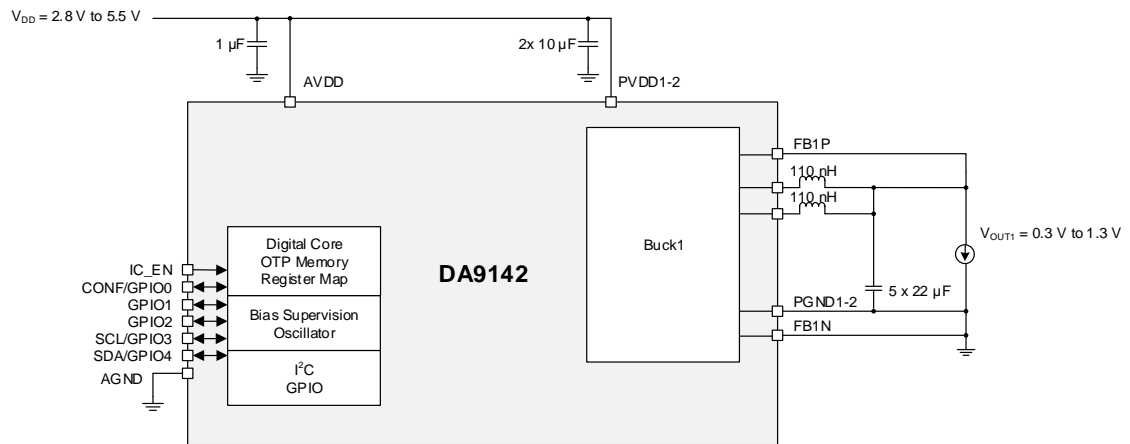 V_DD = 2.8 V to 5.5 V
1 µF
2x 10 µF
AVDD
PVDD1-2
FB1P
110 nH
110 nH
Buck1
V_OUT1 = 0.3 V to 1.3 V
Digital Core
OTP Memory
Register Map
DA9142
IC_EN
CONF/GPIO0
GPIO1
GPIO2
SCL/GPIO3
SDA/GPIO4
AGND
Bias Supervision
Oscillator
I²C
GPIO
5 x 22 µF
PGND1-2
FB1N